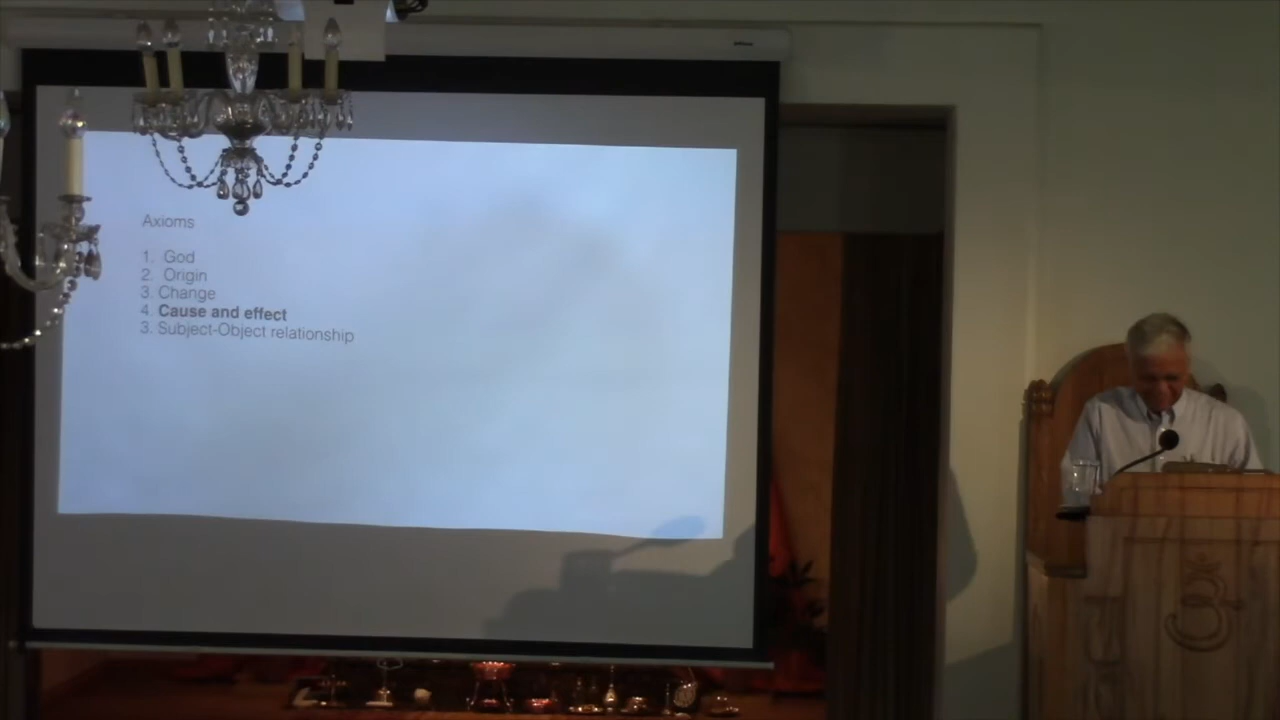 Axioms
1. God
2. Origin
3. Change
4. Cause and effect
3. Subject-Object relationship
ॐ